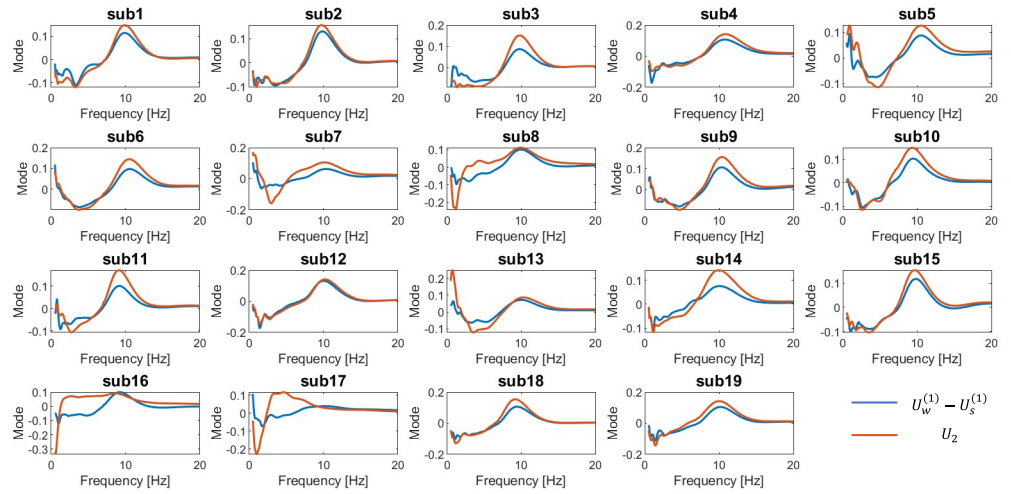 sub1 sub2 sub3 sub4 sub5
Mode 0.1 0 -0.1 Mode 0.1 0 -0.1 Mode 0.2 0.1 0 Mode 0.2 0 -0.2 Mode 0.1 0 -0.1
0 10 20 0 10 20 0 10 20 0 10 20 0 10 20
Frequency [Hz] Frequency [Hz] Frequency [Hz] Frequency [Hz] Frequency [Hz]
sub6 sub7 sub8 sub9 sub10
Mode 0.2 0 Mode 0.2 0 -0.2 Mode 0.1 0 -0.1 -0.2 Mode 0.2 0.1 0 Mode 0.1 0 -0.1
0 10 20 0 10 20 0 10 20 0 10 20 0 10 20
Frequency [Hz] Frequency [Hz] Frequency [Hz] Frequency [Hz] Frequency [Hz]
sub11 sub12 sub13 sub14 sub15
Mode 0.1 0 -0.1 Mode 0.2 0 -0.2 Mode 0.2 0.1 0 -0.1 Mode 0.1 0 -0.1 Mode 0.1 0 -0.1
0 10 20 0 10 20 0 10 20 0 10 20 0 10 20
Frequency [Hz] Frequency [Hz] Frequency [Hz] Frequency [Hz] Frequency [Hz]
sub16 sub17 sub18 sub19
Mode 0.1 0 -0.1 -0.2 -0.3 Mode 0.1 0 -0.1 -0.2 Mode 0.2 0 -0.2 Mode 0.2 0 -0.2
0 10 20 0 10 20 0 10 20 0 10 20
Frequency [Hz] Frequency [Hz] Frequency [Hz] Frequency [Hz]
U_w^(1) − U_s^(1)
U_2